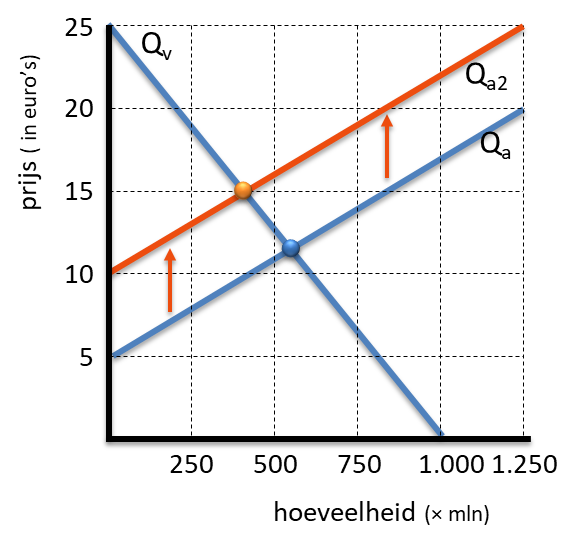 prijs ( in euro’s)
25
20
15
10
5
Qv
Qa2
Qa
250 500 750 1.000 1.250
hoeveelheid (× mln)